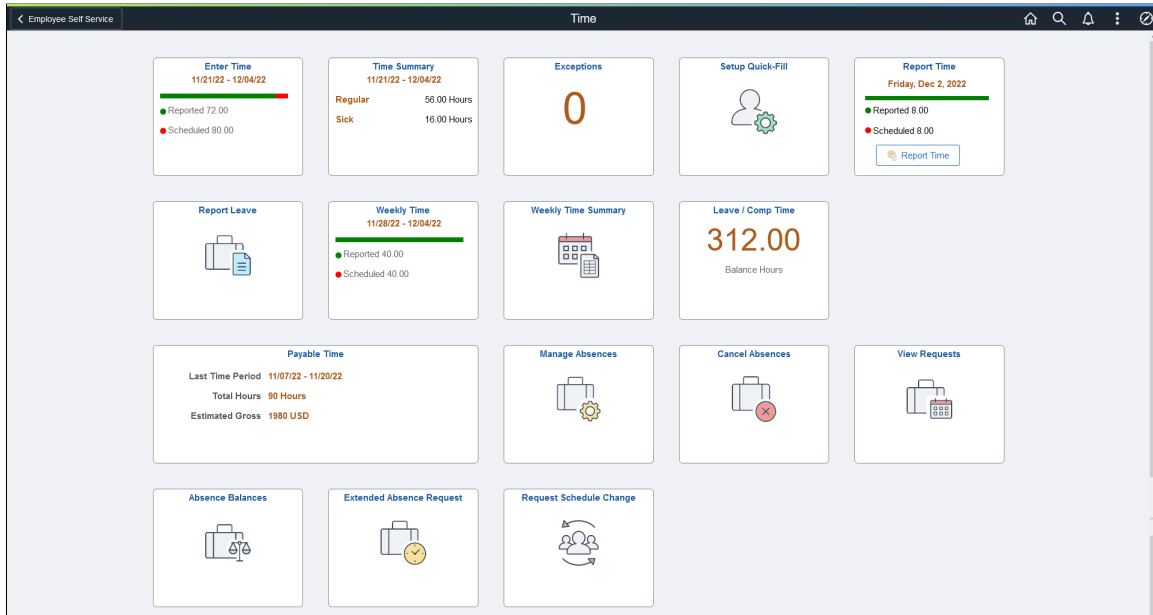 Employee Self Service
Time
Enter Time
11/21/22 - 12/04/22
Reported 72.00
Scheduled 80.00
Time Summary
11/21/22 - 12/04/22
Regular 56.00 Hours
Sick 16.00 Hours
Exceptions
0
Setup Quick-Fill
Report Time
Friday, Dec 2, 2022
Reported 8.00
Scheduled 8.00
Report Time
Report Leave
Weekly Time
11/28/22 - 12/04/22
Reported 40.00
Scheduled 40.00
Weekly Time Summary
Leave / Comp Time
312.00
Balance Hours
Payable Time
Last Time Period 11/07/22 - 11/20/22
Total Hours 90 Hours
Estimated Gross 1980 USD
Manage Absences
Cancel Absences
View Requests
Absence Balances
Extended Absence Request
Request Schedule Change